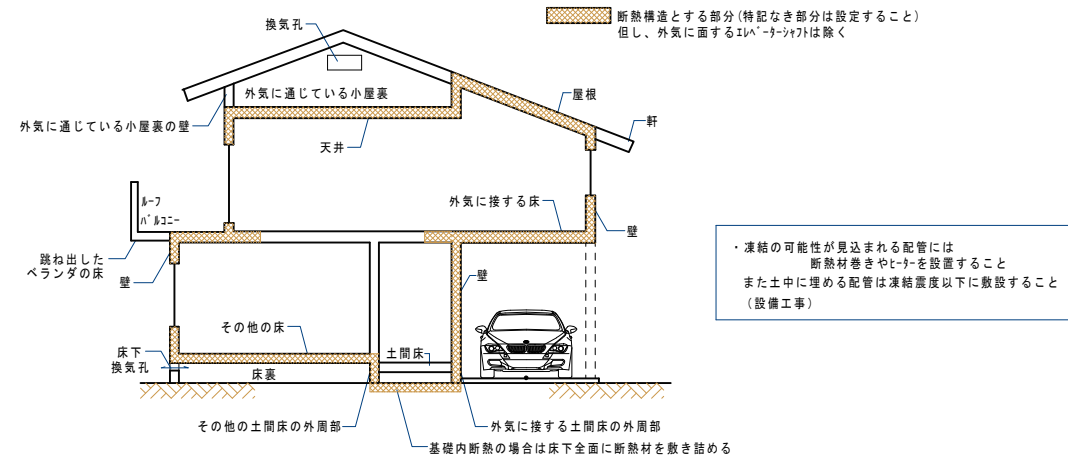 断熱構造とする部分(特記なき部分は設定すること)
但し、外気に面するｴﾚﾍﾞｰﾀｰｼｬﾌﾄは除く
換気孔
外気に通じている小屋裏
屋根
外気に通じている小屋裏の壁
軒
天井
ﾙｰﾌ
ﾊﾞﾙｺﾆｰ
外気に接する床
壁
跳ね出した
ベランダの床
壁
壁
・凍結の可能性が見込まれる配管には
断熱材巻きやﾋｰﾀｰを設置すること
また土中に埋める配管は凍結震度以下に敷設すること
(設備工事)
その他の床
床下
換気孔
土間床
床裏
その他の土間床の外周部
外気に接する土間床の外周部
基礎内断熱の場合は床下全面に断熱材を敷き詰める